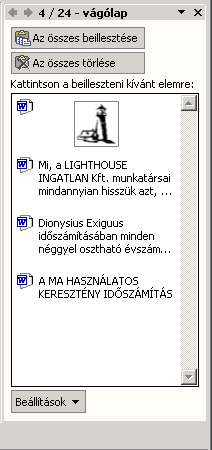 4 / 24 - vágólap
Az összes beillesztése
Az összes törlése
Kattintson a beilleszteni kívánt elemre:
Mi, a LIGHTHOUSE
INGATLAN Kft. munkatársai
mindannyian hisszük azt, ...
Dionysius Exiguus
időszámításában minden
néggyel osztható évszám...
A MA HASZNÁLATOS
KERESZTÉNY IDŐSZÁMÍTÁS
Beállítások